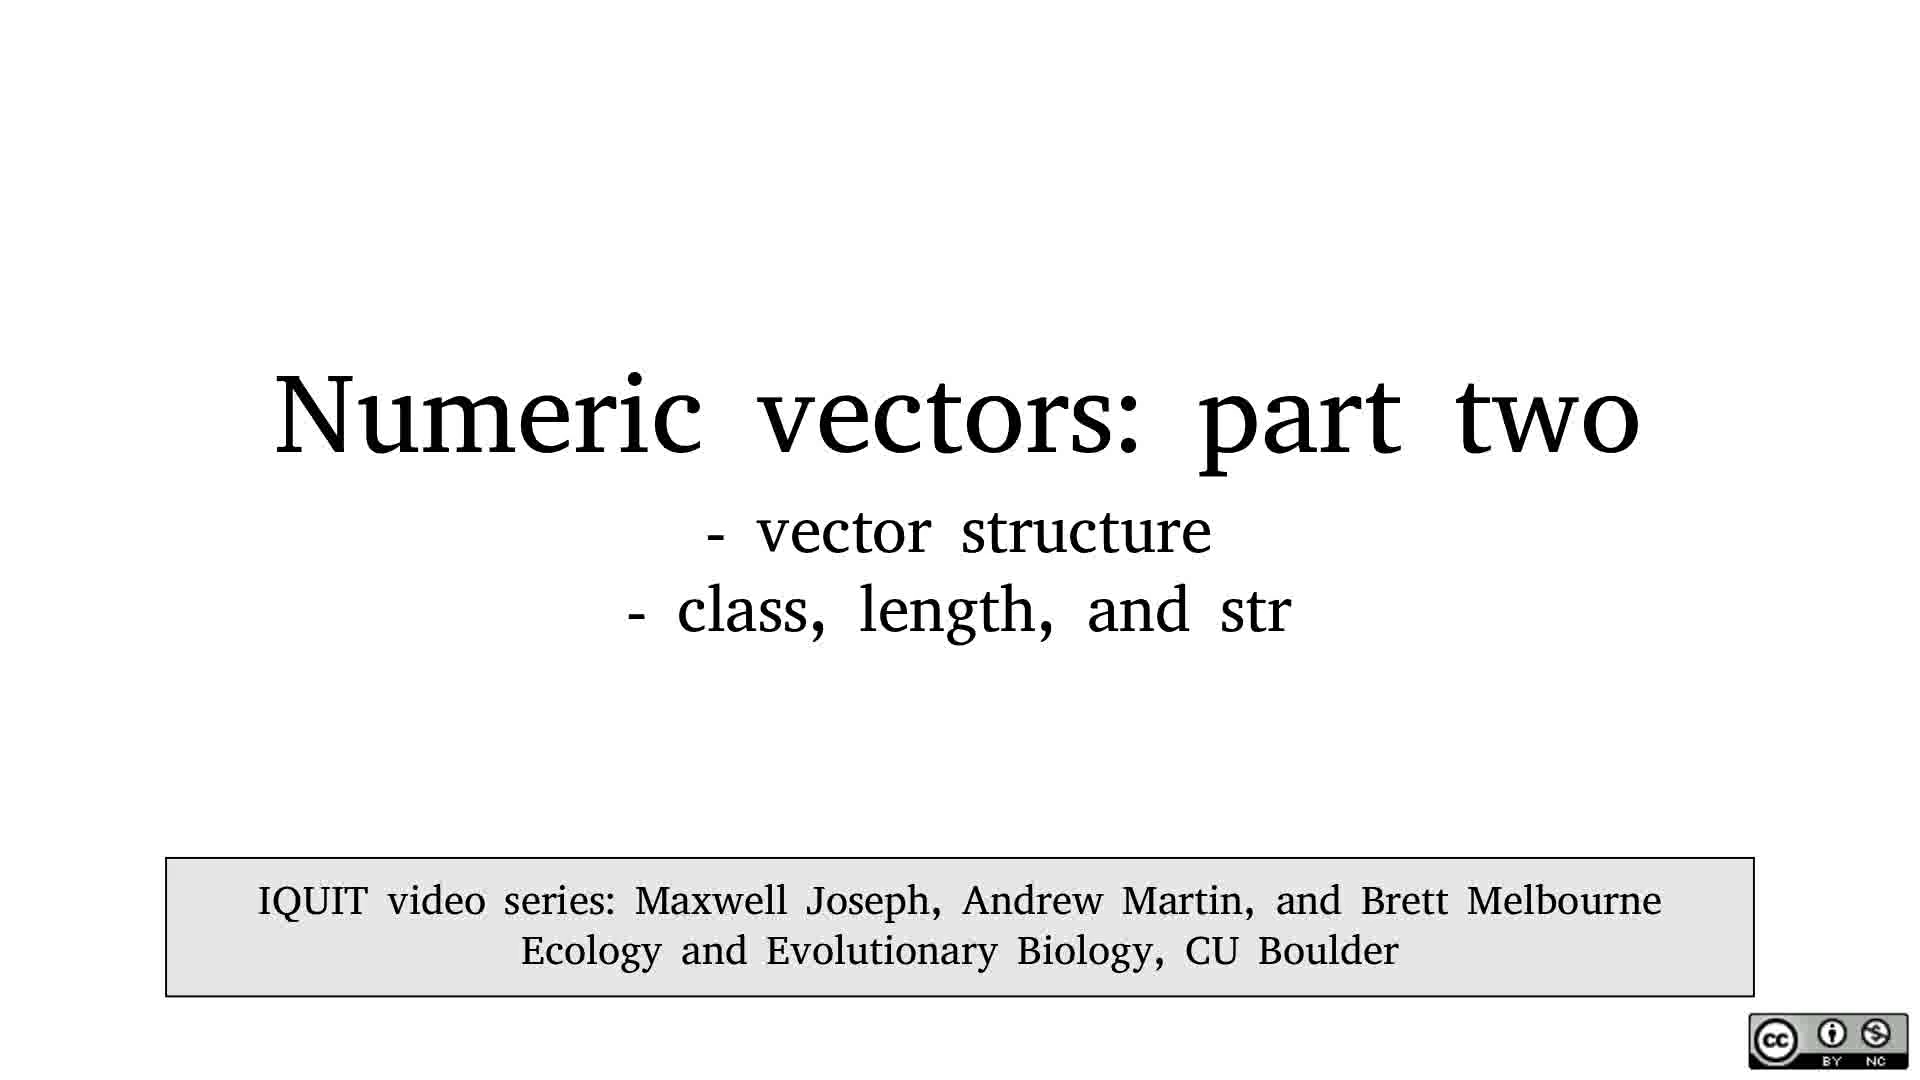 Numeric vectors: part two
- vector structure
- class, length, and str
IQUIT video series: Maxwell Joseph, Andrew Martin, and Brett Melbourne
Ecology and Evolutionary Biology, CU Boulder
cc
BY NC